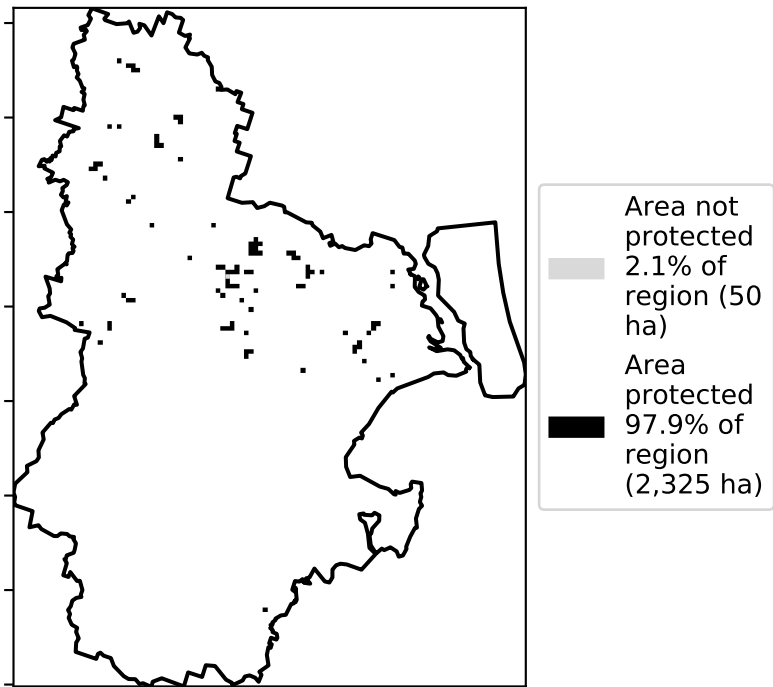 Area not
protected
2.1% of
region (50
ha)
Area
protected
97.9% of
region
(2,325 ha)